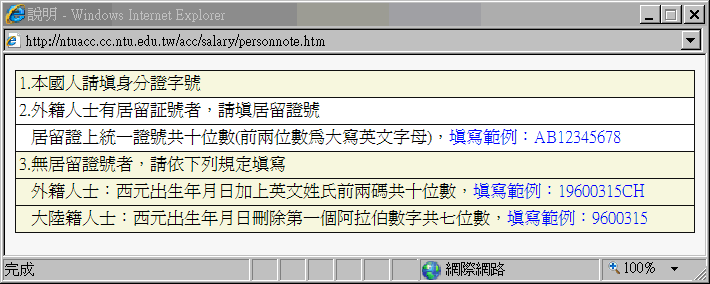 說明 - Windows Internet Explorer
http://ntuacc.cc.ntu.edu.tw/acc/salary/personnote.htm
1.本國人請填身分證字號
2.外籍人士有居留証號者，請填居留證號
居留證上統一證號共十位數(前兩位數為大寫英文字母)，填寫範例：AB12345678
3.無居留證號者，請依下列規定填寫
外籍人士：西元出生年月日加上英文姓氏前兩碼共十位數，填寫範例：19600315CH
大陸籍人士：西元出生年月日刪除第一個阿拉伯數字共七位數，填寫範例：9600315
完成 網際網路 100%